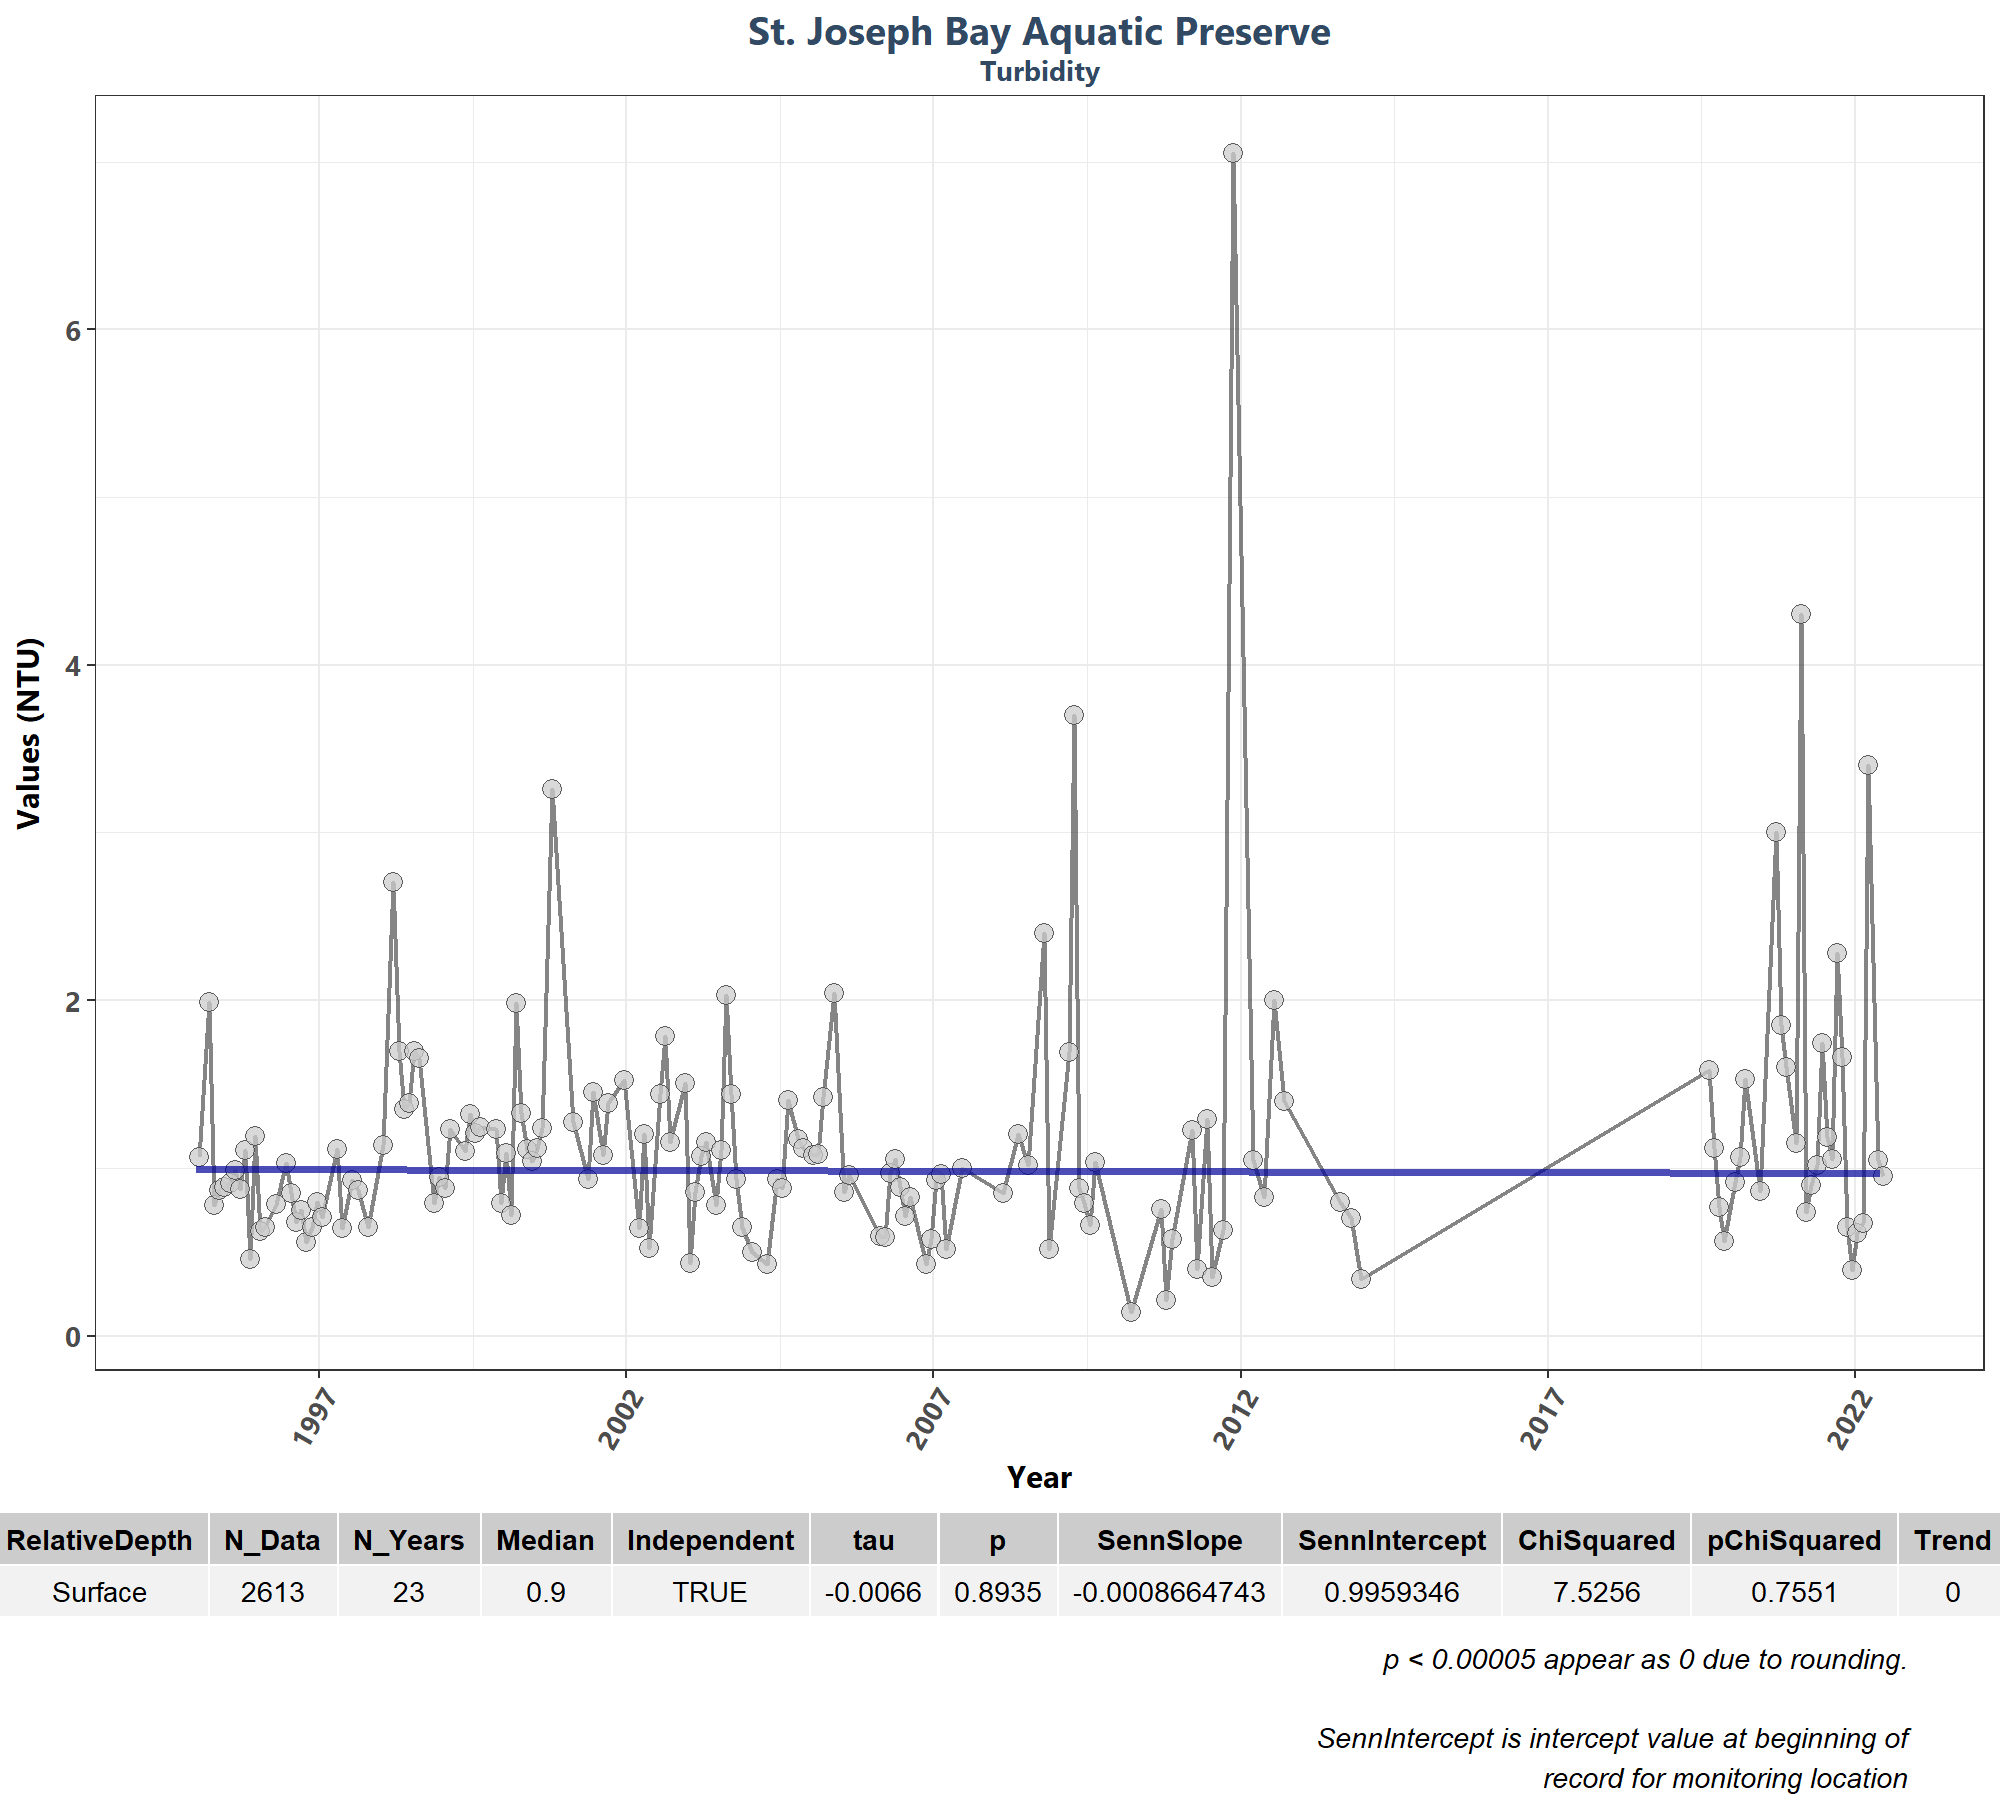 St. Joseph Bay Aquatic Preserve
Turbidity
Values (NTU)
6
4
2
0
1997 2002 2007 2012 2017 2022
Year
RelativeDepth N_Data N_Years Median Independent tau p SennSlope SennIntercept ChiSquared pChiSquared Trend
Surface 2613 23 0.9 TRUE -0.0066 0.8935 -0.0008664743 0.9959346 7.5256 0.7551 0
p < 0.00005 appear as 0 due to rounding.
SennIntercept is intercept value at beginning of
record for monitoring location